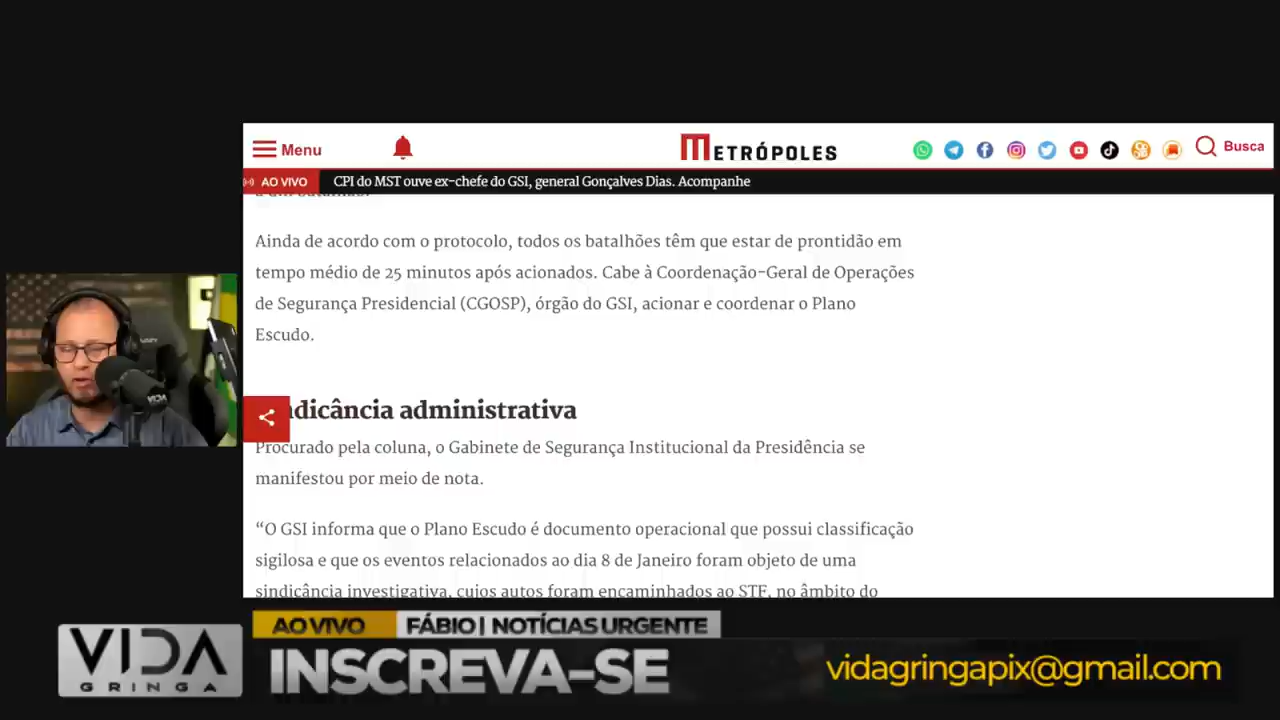 Menu
METRÓPOLES
Busca
AO VIVO
CPI do MST ouve ex-chefe do GSI, general Gonçalves Dias. Acompanhe
Ainda de acordo com o protocolo, todos os batalhões têm que estar de prontidão em
tempo médio de 25 minutos após acionados. Cabe à Coordenação-Geral de Operações
de Segurança Presidencial (CGOSP), órgão do GSI, acionar e coordenar o Plano
Escudo.
ndicância administrativa
Procurado pela coluna, o Gabinete de Segurança Institucional da Presidência se
manifestou por meio de nota.
“O GSI informa que o Plano Escudo é documento operacional que possui classificação
sigilosa e que os eventos relacionados ao dia 8 de Janeiro foram objeto de uma
sindicância investigativa, cujos autos foram encaminhados ao STF, no âmbito do
VIDA
AO VIVO
FÁBIO | NOTÍCIAS URGENTE
VIDA
GRINGA
INSCREVA-SE
vidagringapix@gmail.com